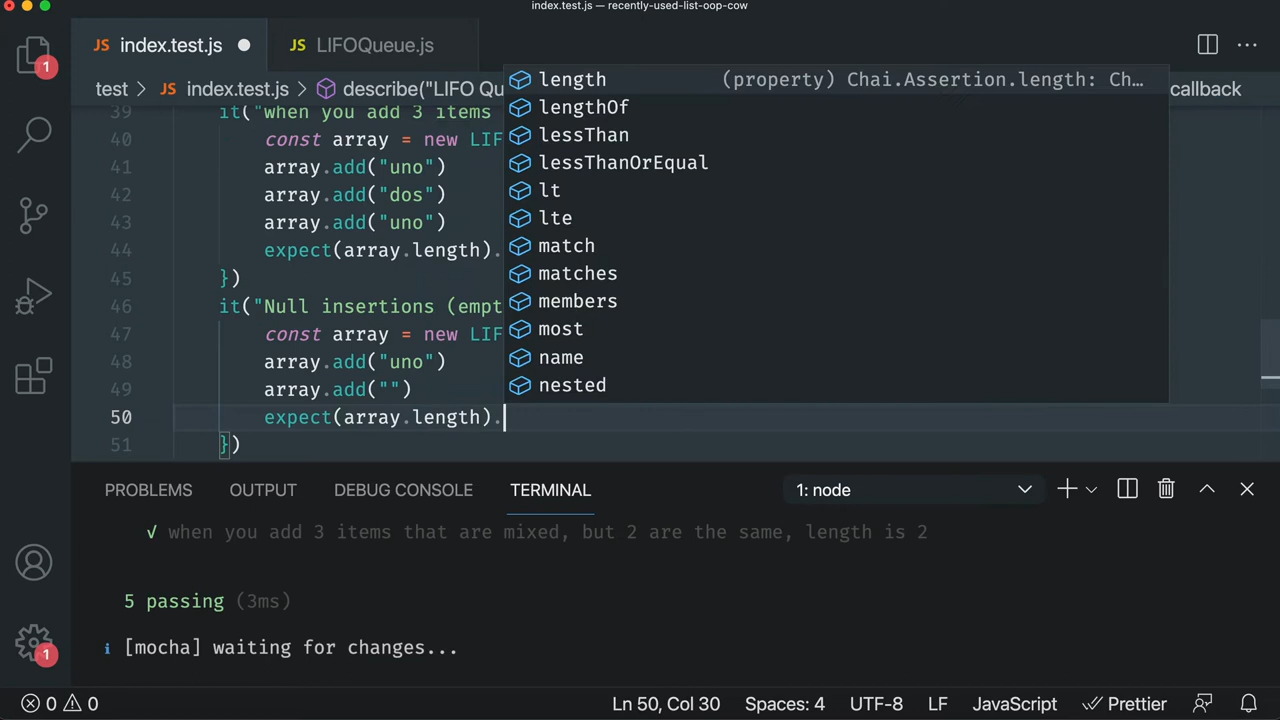 index.test.js — recently-used-list-oop-cow
JS index.test.js JS LIFOQueue.js
test JS index.test.js describe("LIFO Qu callback
39 it("when you add 3 items
40 const array = new LIF
41 array.add("uno")
42 array.add("dos")
43 array.add("uno")
44 expect(array.length).
45 })
46 it("Null insertions (empt
47 const array = new LIF
48 array.add("uno")
49 array.add("")
50 expect(array.length).
51 })
length (property) Chai.Assertion.length: Ch…
lengthOf
lessThan
lessThanOrEqual
lt
lte
match
matches
members
most
name
nested
1
1
PROBLEMS OUTPUT DEBUG CONSOLE TERMINAL 1: node
√ when you add 3 items that are mixed, but 2 are the same, length is 2
5 passing (3ms)
i [mocha] waiting for changes...
0 0 Ln 50, Col 30 Spaces: 4 UTF-8 LF JavaScript Prettier